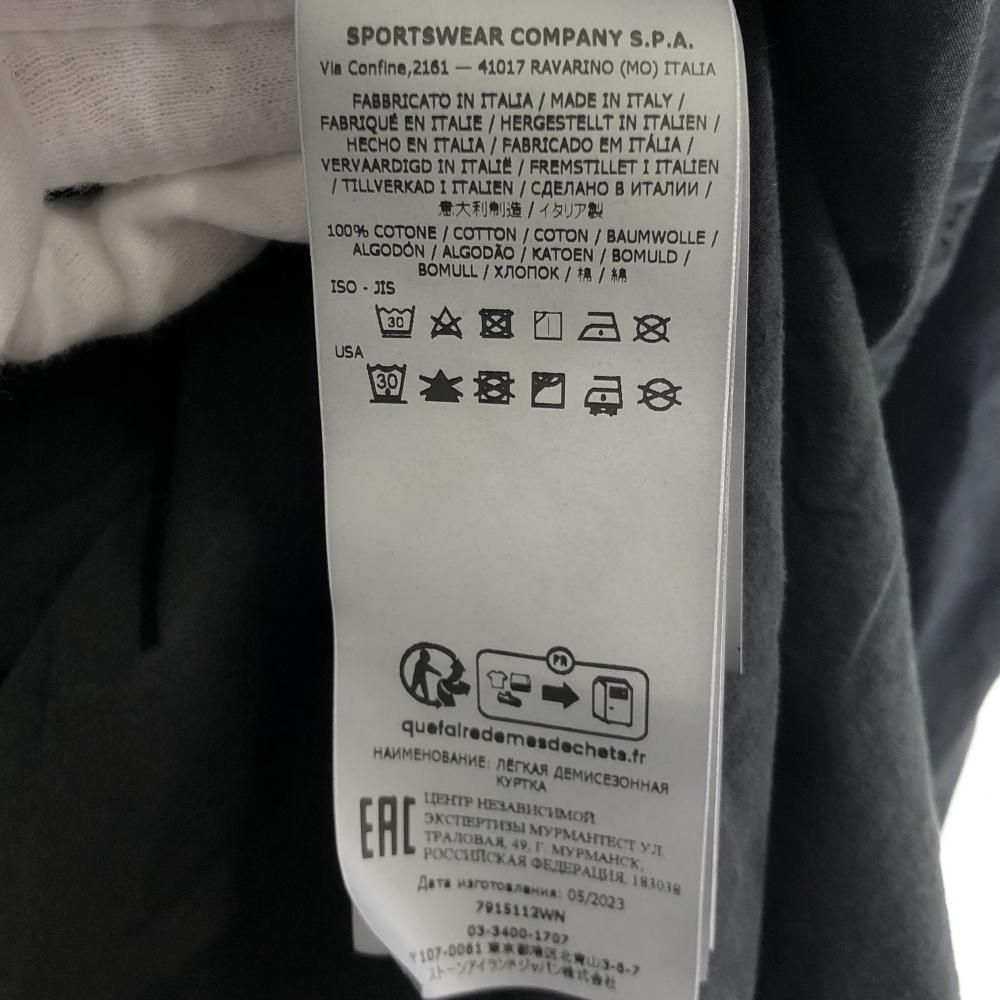 SPORTSWEAR COMPANY S.P.A.
Via Confine,2161 — 41017 RAVARINO (MO) ITALIA
FABBRICATO IN ITALIA / MADE IN ITALY /
FABRIQUÉ EN ITALIE / HERGESTELLT IN ITALIEN /
HECHO EN ITALIA / FABRICADO EM ITÁLIA /
VERVAARDIGD IN ITALIË / FREMSTILLET I ITALIEN
/ TILLVERKAD I ITALIEN / СДЕЛАНО В ИТАЛИИ /
意大利制造 / イタリア製
100% COTONE / COTTON / COTON / BAUMWOLLE /
ALGODÓN / ALGODÃO / KATOEN / BOMULD /
BOMULL / ХЛОПОК / 棉 / 綿
ISO - JIS
30
USA
30
FR
quefairedemesdechets.fr
НАИМЕНОВАНИЕ: ЛЁГКАЯ ДЕМИСЕЗОННАЯ
КУРТКА
EAC
ЦЕНТР НЕЗАВИСИМОЙ
ЭКСПЕРТИЗЫ МУРМАНТЕСТ УЛ.
ТРАЛОВАЯ, 49, Г. МУРМАНСК,
РОССИЙСКАЯ ФЕДЕРАЦИЯ, 183038
Дата изготовления: 05/2023
7915112WN
03-3400-1707
〒107-0061 東京都港区北青山3-6-7
ストーンアイランドジャパン株式会社